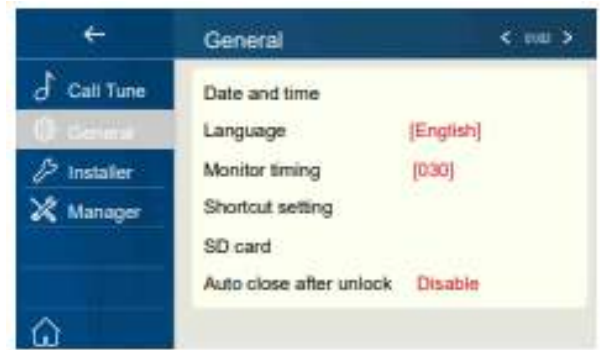 General
Call Tune
General
Installer
Manager
Date and time
Language [English]
Monitor timing [030]
Shortcut setting
SD card
Auto close after unlock Disable